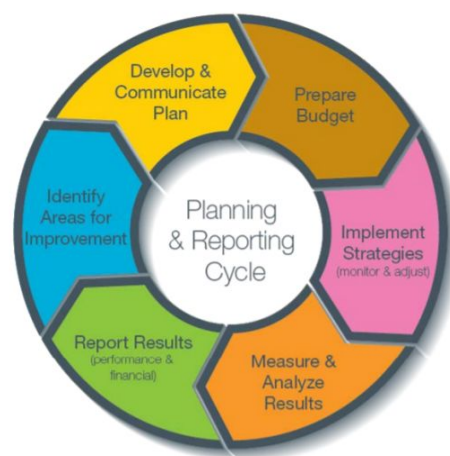 Planning
& Reporting
Cycle
Develop &
Communicate
Plan
Prepare
Budget
Implement
Strategies
(monitor & adjust)
Measure &
Analyze
Results
Report Results
(performance &
financial)
Identify
Areas for
Improvement